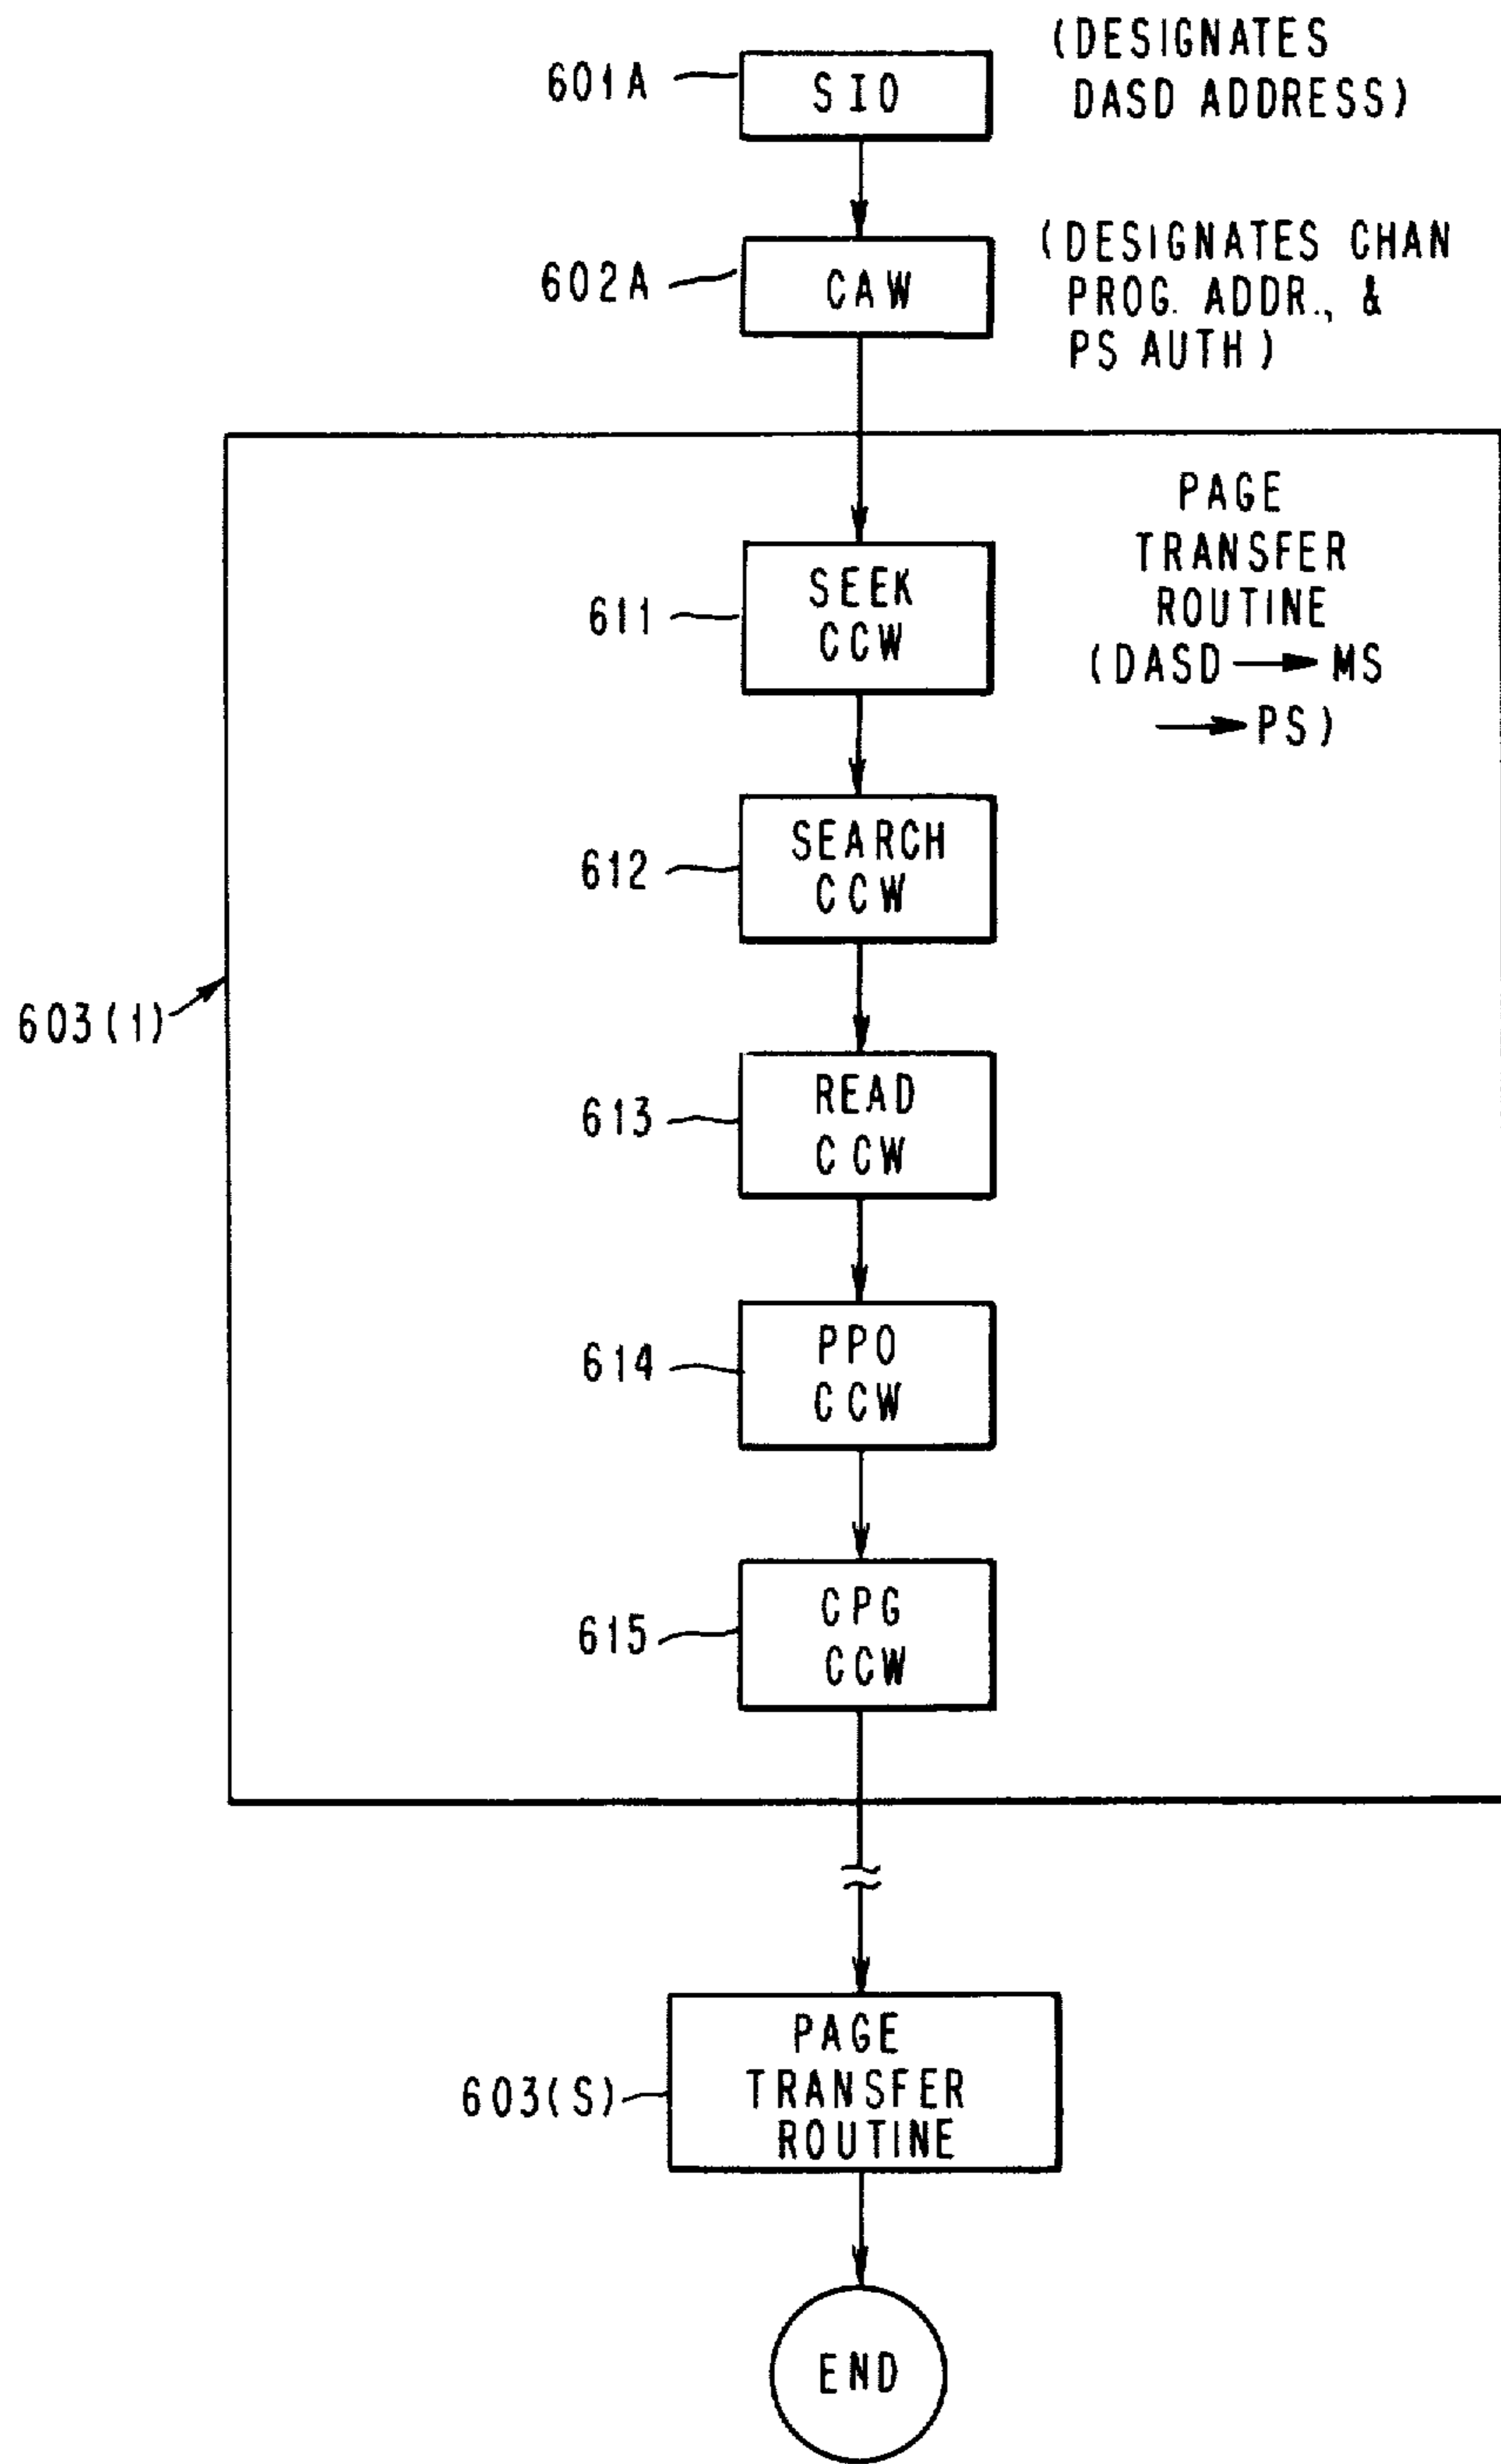 601A
SIO
(DESIGNATES
DASD ADDRESS)
602A
CAW
(DESIGNATES CHAN
PROG. ADDR., &
PS AUTH)
PAGE
TRANSFER
ROUTINE
(DASD → MS
→ PS)
611
SEEK
CCW
612
SEARCH
CCW
603(1)
613
READ
CCW
614
PPO
CCW
615
CPG
CCW
603(S)
PAGE
TRANSFER
ROUTINE
END